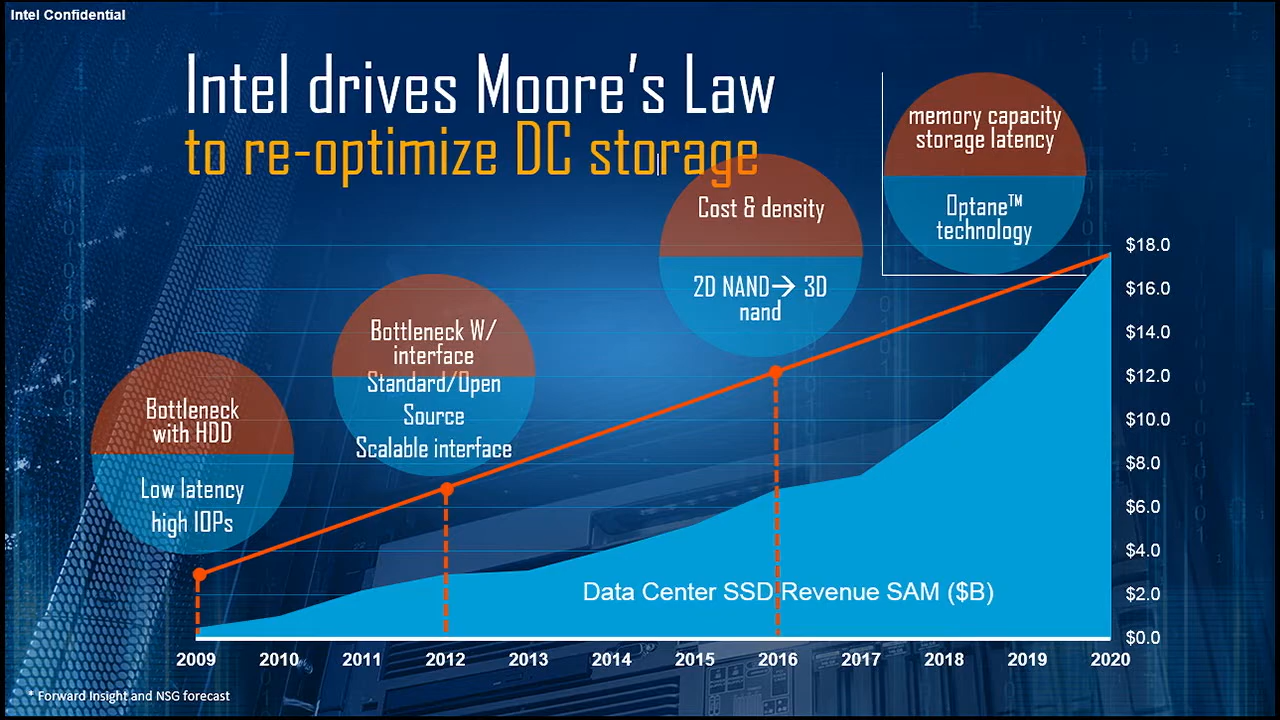 Intel Confidential
Intel drives Moore's Law
to re-optimize DC storage
memory capacity
storage latency
Optane™
technology
Cost & density
2D NAND→ 3D
nand
Bottleneck W/
interface
Standard/Open
Source
Scalable interface
Bottleneck
with HDD
Low latency
high IOPs
$18.0
$16.0
$14.0
$12.0
$10.0
$8.0
$6.0
$4.0
$2.0
$0.0
Data Center SSD Revenue SAM ($B)
2009 2010 2011 2012 2013 2014 2015 2016 2017 2018 2019 2020
* Forward Insight and NSG forecast